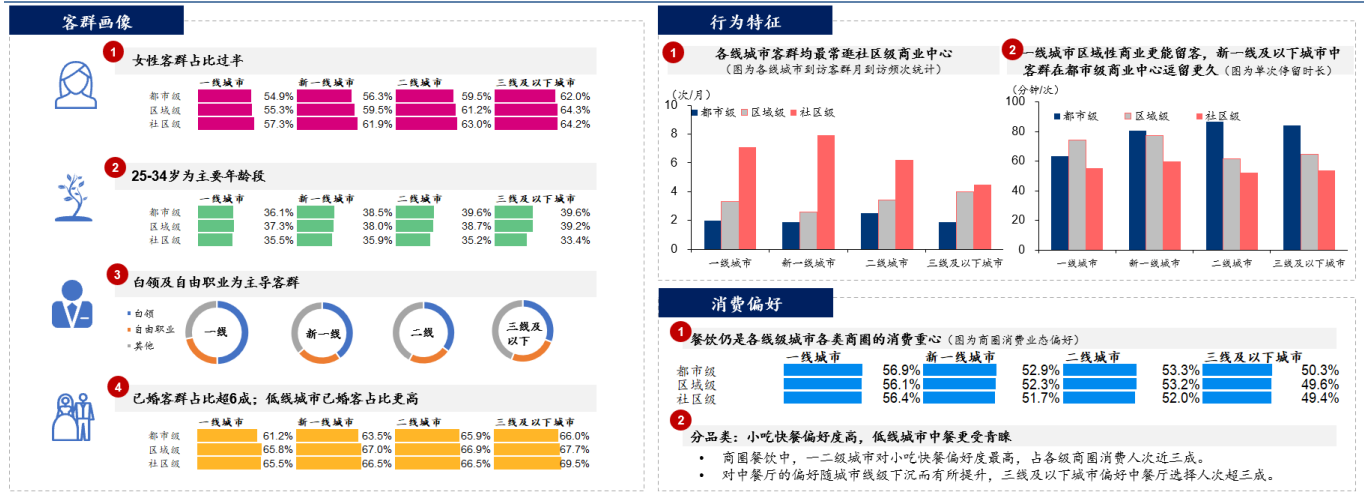 客群画像
1
女性客群占比过半
一线城市 新一线城市 二线城市 三线及以下城市
都市级 54.9% 56.3% 59.5% 62.0%
区域级 55.3% 59.5% 61.2% 64.3%
社区级 57.3% 61.9% 63.0% 64.2%
2
25-34岁为主要年龄段
一线城市 新一线城市 二线城市 三线及以下城市
都市级 36.1% 38.5% 39.6% 39.6%
区域级 37.3% 38.0% 38.7% 39.2%
社区级 35.5% 35.9% 35.2% 33.4%
3
白领及自由职业为主导客群
白领
自由职业
其他
一线
新一线
二线
三线及
以下
4
已婚客群占比超6成；低线城市已婚客占比更高
一线城市 新一线城市 二线城市 三线及以下城市
都市级 61.2% 63.5% 65.9% 66.0%
区域级 65.8% 67.0% 66.9% 67.7%
社区级 65.5% 66.5% 66.5% 69.5%
行为特征
1
各线城市客群均最常逛社区级商业中心
（图为各线城市到访客群月到访频次统计）
（次/月）
都市级 区域级 社区级
10
8
6
4
2
0
一线城市 新一线城市 二线城市 三线及以下城市
2
一线城市区域性商业更能留客，新一线及以下城市中
客群在都市级商业中心逗留更久（图为单次停留时长）
（分钟/次）
都市级 区域级 社区级
100
80
60
40
20
0
一线城市 新一线城市 二线城市 三线及以下城市
消费偏好
1
餐饮仍是各线级城市各类商圈的消费重心（图为商圈消费业态偏好）
一线城市 新一线城市 二线城市 三线及以下城市
都市级 56.9% 52.9% 53.3% 50.3%
区域级 56.1% 52.3% 53.2% 49.6%
社区级 56.4% 51.7% 52.0% 49.4%
2
分品类：小吃快餐偏好度高，低线城市中餐更受青睐
• 商圈餐饮中，一二级城市对小吃快餐偏好度最高，占各级商圈消费人次近三成。
• 对中餐厅的偏好随城市线级下沉而有所提升，三线及以下城市偏好中餐厅选择人次超三成。